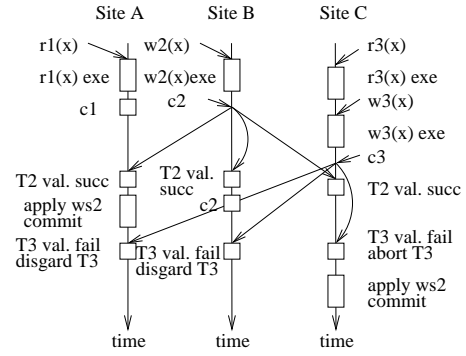 Site A Site B Site C
r1(x) w2(x) r3(x)
r1(x) exe w2(x)exe r3(x) exe
c1 c2 w3(x)
w3(x) exe
c3
T2 val. succ T2 val. succ T2 val. succ
apply ws2 commit c2
T3 val. fail disgard T3 T3 val. fail disgard T3 T3 val. fail abort T3
apply ws2 commit
time time time